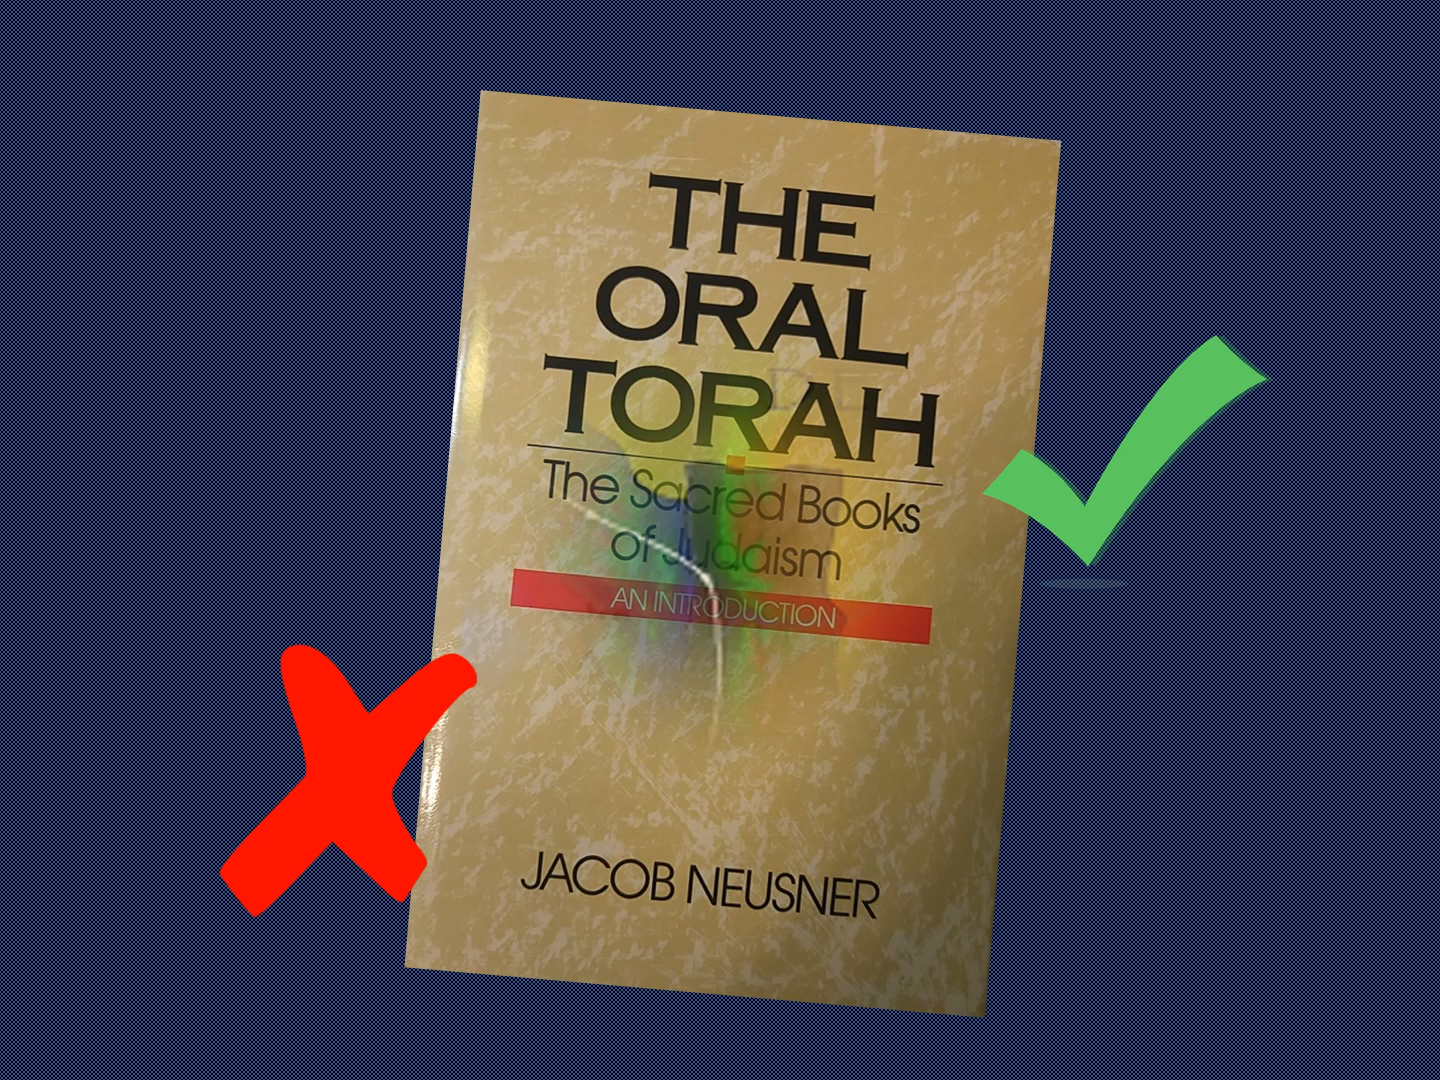 THE
ORAL
TORAH
The Sacred Books
of Judaism
AN INTRODUCTION
JACOB NEUSNER